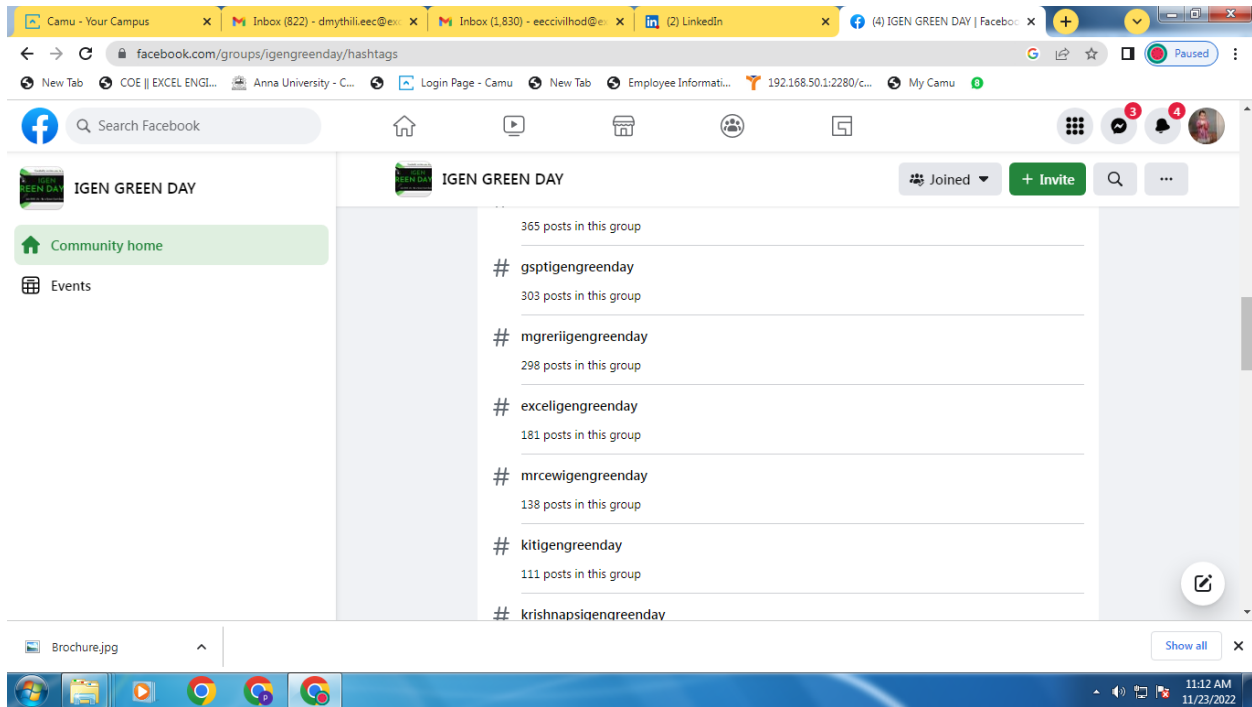 Camu - Your Campus
Inbox (822) - dmythili.eec@exc
Inbox (1,830) - eeccivilhod@e
(2) LinkedIn
(4) IGEN GREEN DAY | Faceboo
facebook.com/groups/igengreenday/hashtags
Paused
New Tab
COE || EXCEL ENGI...
Anna University - C...
Login Page - Camu
New Tab
Employee Informati...
192.168.50.1:2280/c...
My Camu
Search Facebook
3
4
IGEN GREEN DAY
IGEN GREEN DAY
Joined
+ Invite
Community home
Events
365 posts in this group
# gsptigengreenday
303 posts in this group
# mgreriigengreenday
298 posts in this group
# exceligengreenday
181 posts in this group
# mrcewigengreenday
138 posts in this group
# kitigengreenday
111 posts in this group
# krishnapsigengreenday
Brochure.jpg
Show all
11:12 AM
11/23/2022